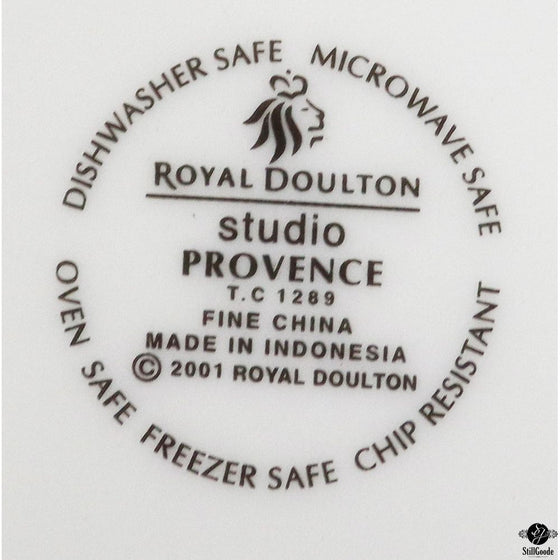 DISHWASHER SAFE MICROWAVE SAFE
ROYAL DOULTON
studio
PROVENCE
T.C 1289
FINE CHINA
MADE IN INDONESIA
© 2001 ROYAL DOULTON
OVEN SAFE FREEZER SAFE CHIP RESISTANT
StillGoode